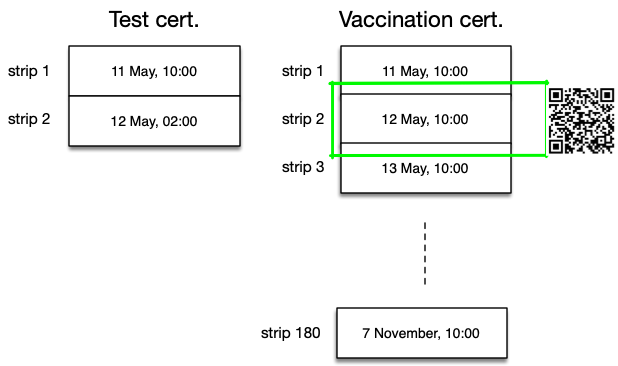 Test cert.
strip 1
11 May, 10:00
strip 2
12 May, 02:00
Vaccination cert.
strip 1
11 May, 10:00
strip 2
12 May, 10:00
strip 3
13 May, 10:00
strip 180
7 November, 10:00